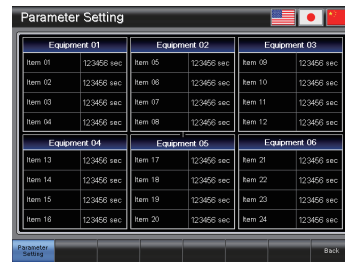 Parameter Setting
Equipment 01 Equipment 02 Equipment 03
Item 01 123456 sec Item 05 123456 sec Item 09 123456 sec
Item 02 123456 sec Item 06 123456 sec Item 10 123456 sec
Item 03 123456 sec Item 07 123456 sec Item 11 123456 sec
Item 04 123456 sec Item 08 123456 sec Item 12 123456 sec
Equipment 04 Equipment 05 Equipment 06
Item 13 123456 sec Item 17 123456 sec Item 21 123456 sec
Item 14 123456 sec Item 18 123456 sec Item 22 123456 sec
Item 15 123456 sec Item 19 123456 sec Item 23 123456 sec
Item 16 123456 sec Item 20 123456 sec Item 24 123456 sec
Parameter
Setting
Back